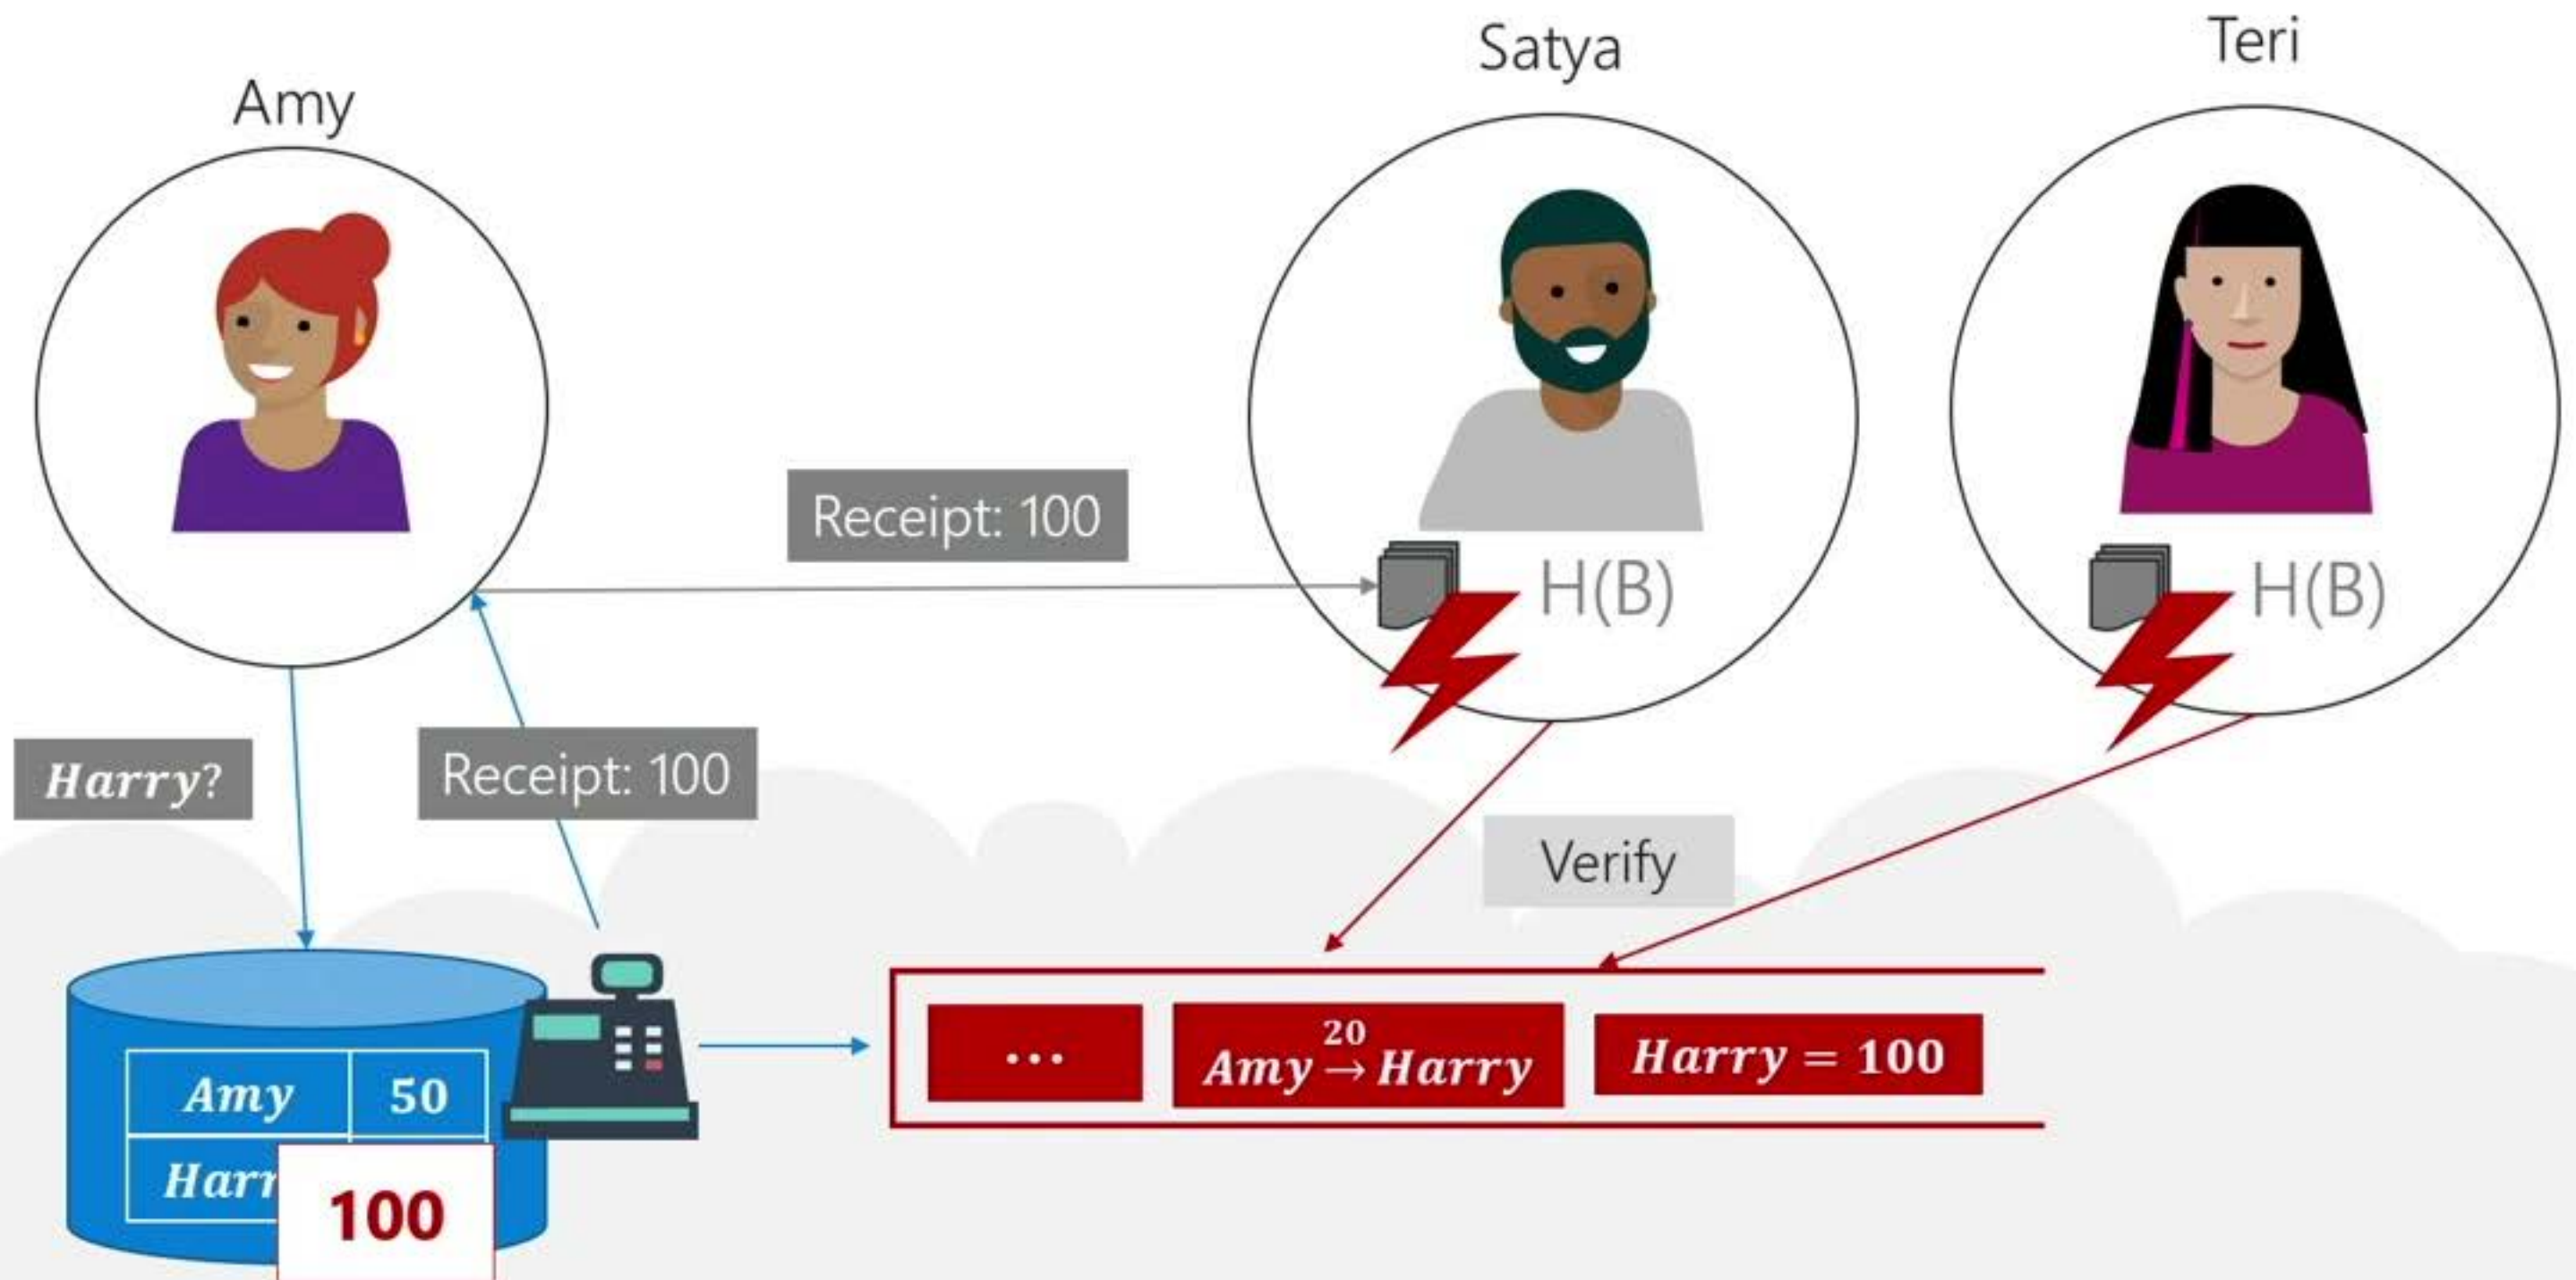 Amy
Satya
Teri
Receipt: 100
H(B)
H(B)
Harry?
Receipt: 100
Verify
Amy 50
Harr
100
...
20
Amy → Harry
Harry = 100